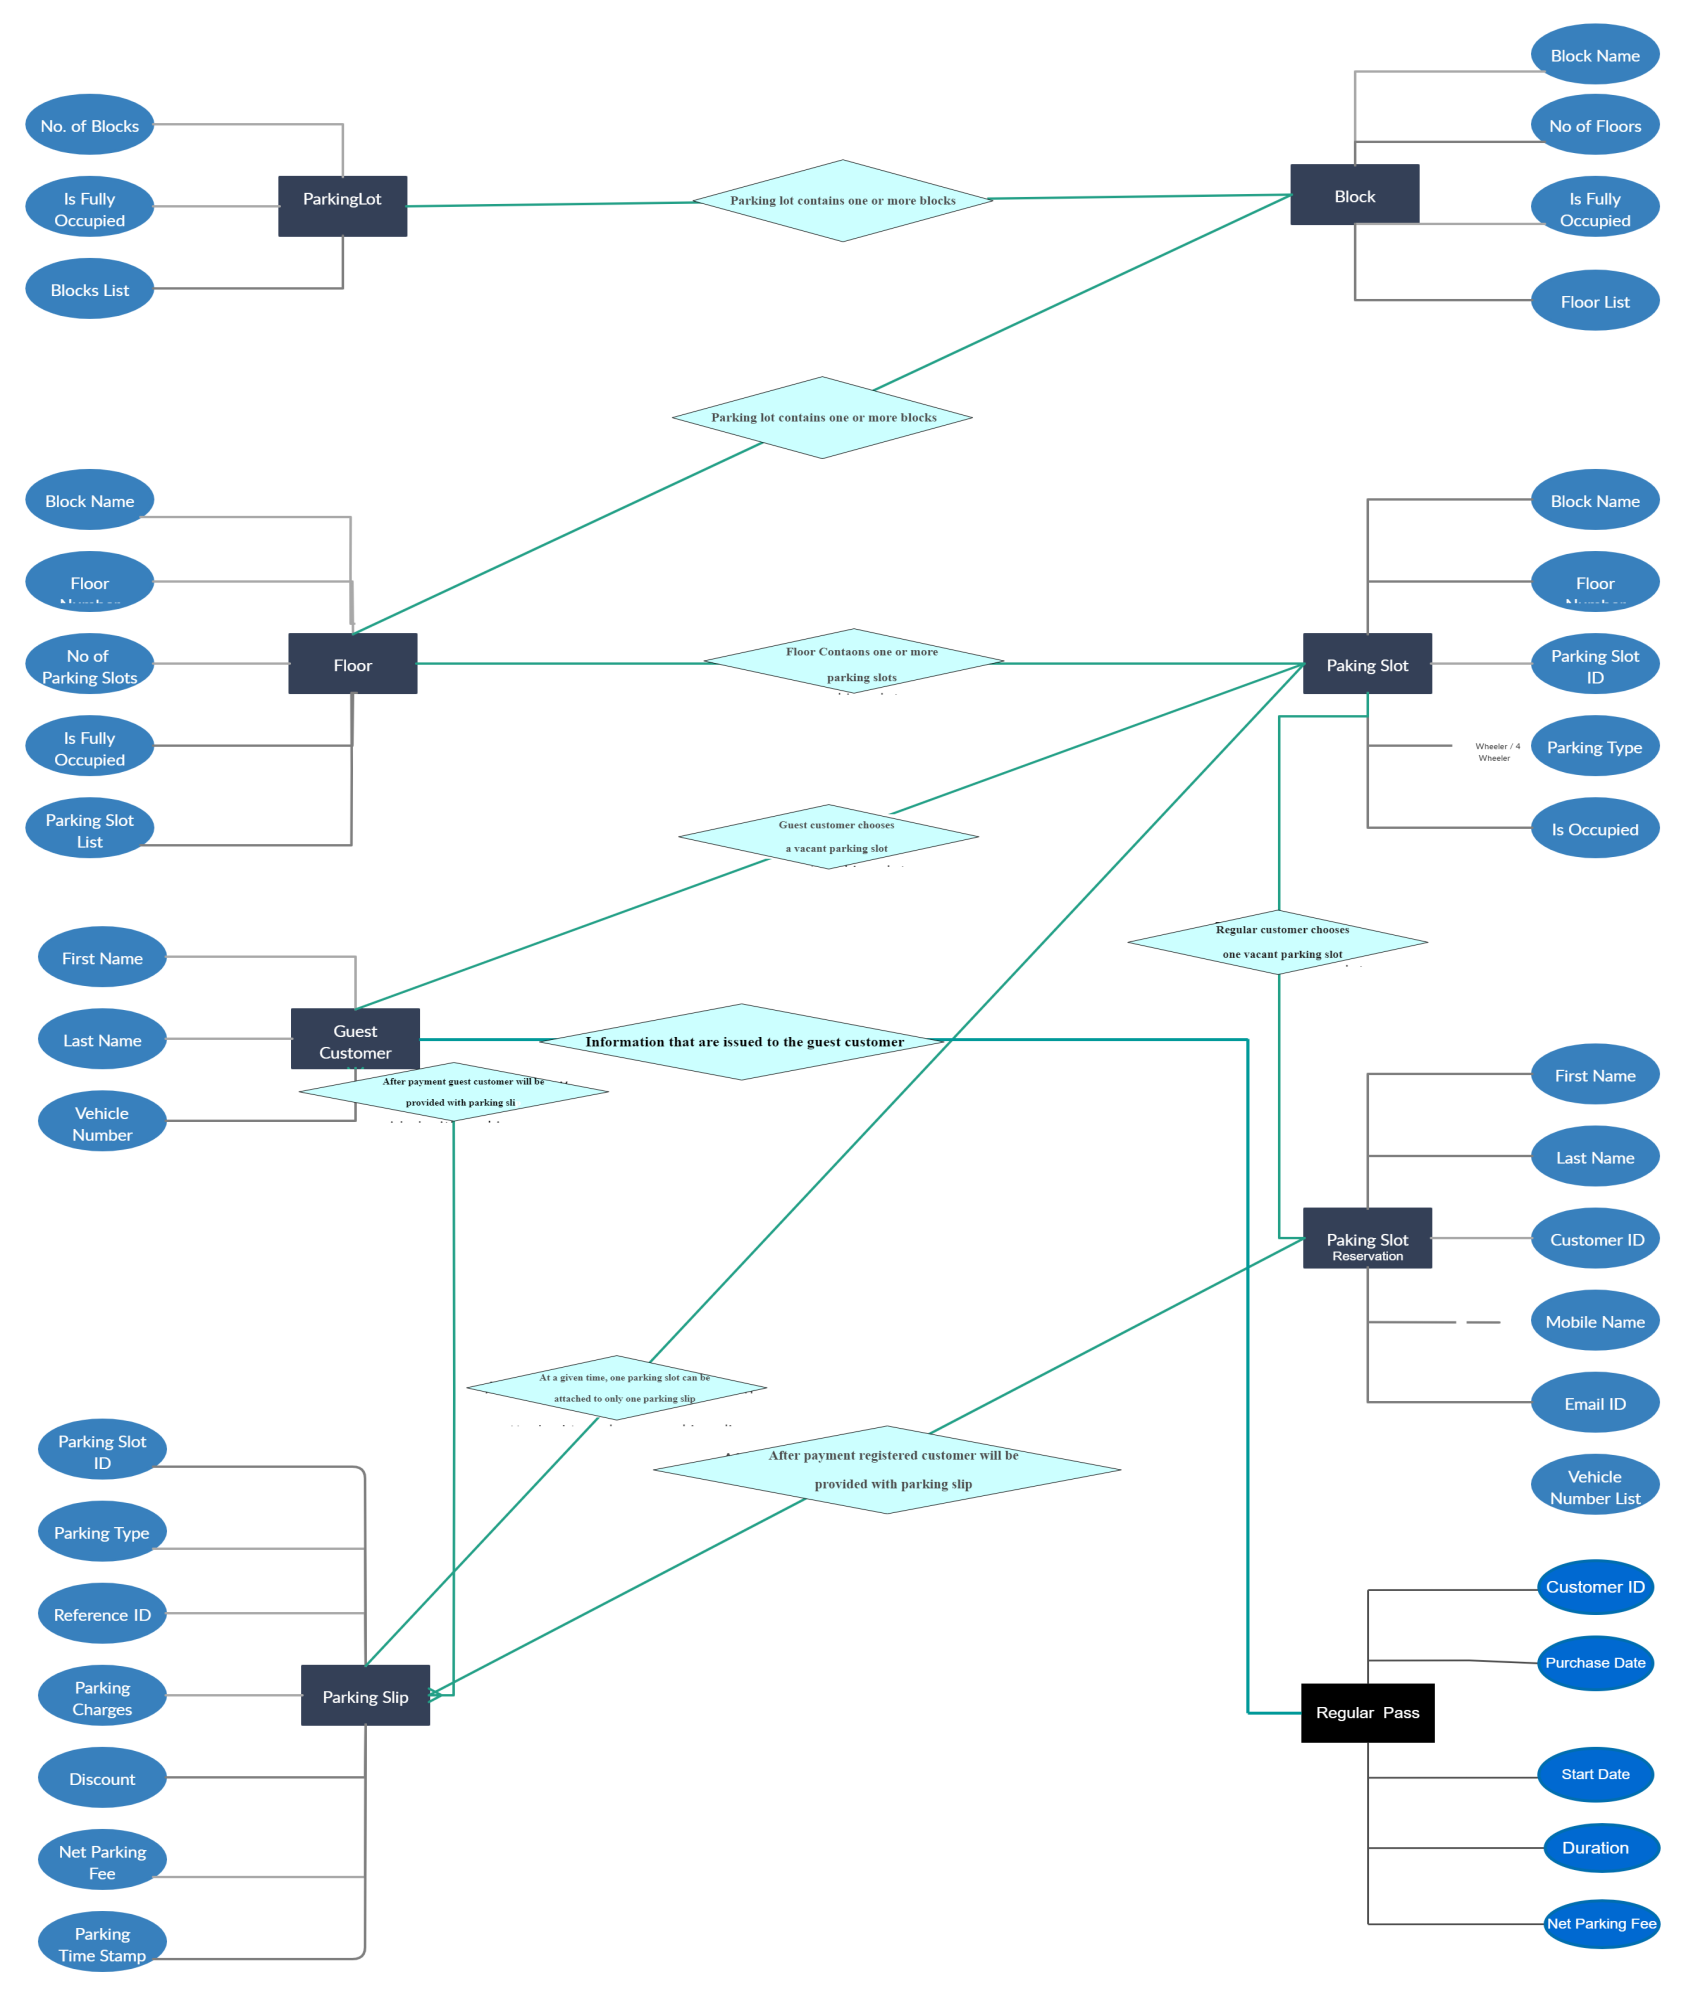 Block Name
No. of Blocks
No of Floors
ParkingLot
Is Fully
Occupied
Parking lot contains one or more blocks
Block
Is Fully
Occupied
Blocks List
Floor List
Parking lot contains one or more blocks
Block Name
Block Name
Floor
Floor
No of
Parking Slots
Floor
Floor Contaons one or more
parking slots
Paking Slot
Parking Slot
ID
Is Fully
Occupied
Wheeler / 4
Wheeler
Parking Type
Parking Slot
List
Guest customer chooses
a vacant parking slot
Is Occupied
First Name
Regular customer chooses
one vacant parking slot
Last Name
Guest
Customer
Information that are issued to the guest customer
First Name
After payment guest customer will be
provided with parking sli
Vehicle
Number
Last Name
Paking Slot
Reservation
Customer ID
Mobile Name
At a given time, one parking slot can be
attached to only one parking slip
Email ID
Parking Slot
ID
After payment registered customer will be
provided with parking slip
Vehicle
Number List
Parking Type
Customer ID
Reference ID
Purchase Date
Parking
Charges
Parking Slip
Regular Pass
Discount
Start Date
Net Parking
Fee
Duration
Parking
Time Stamp
Net Parking Fee